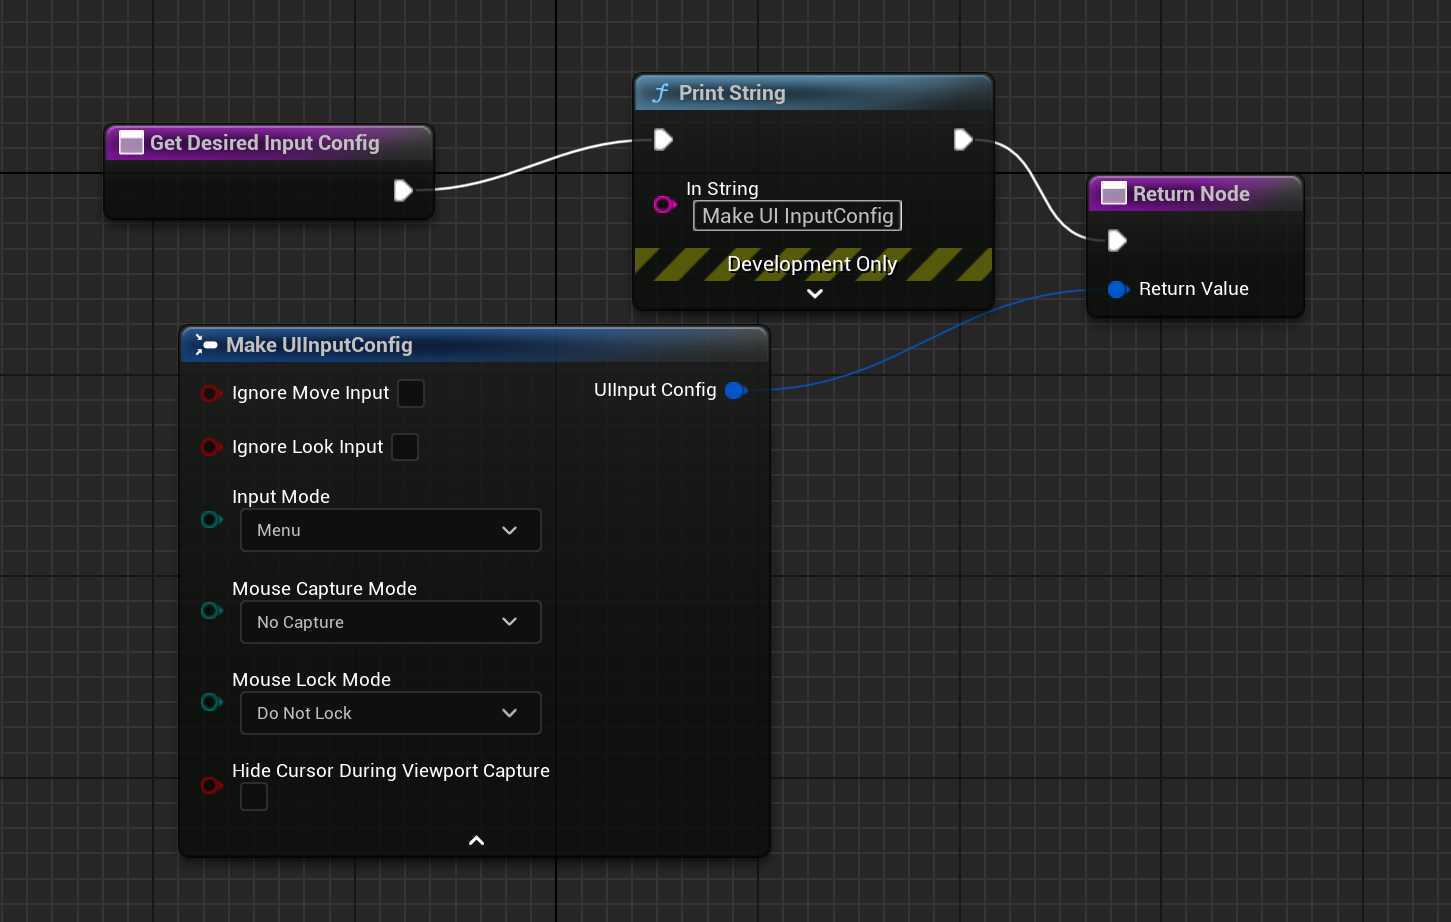 Get Desired Input Config
Print String
In String
Make UI InputConfig
Development Only
Return Node
Return Value
Make UIInputConfig
Ignore Move Input
UIInput Config
Ignore Look Input
Input Mode
Menu
Mouse Capture Mode
No Capture
Mouse Lock Mode
Do Not Lock
Hide Cursor During Viewport Capture